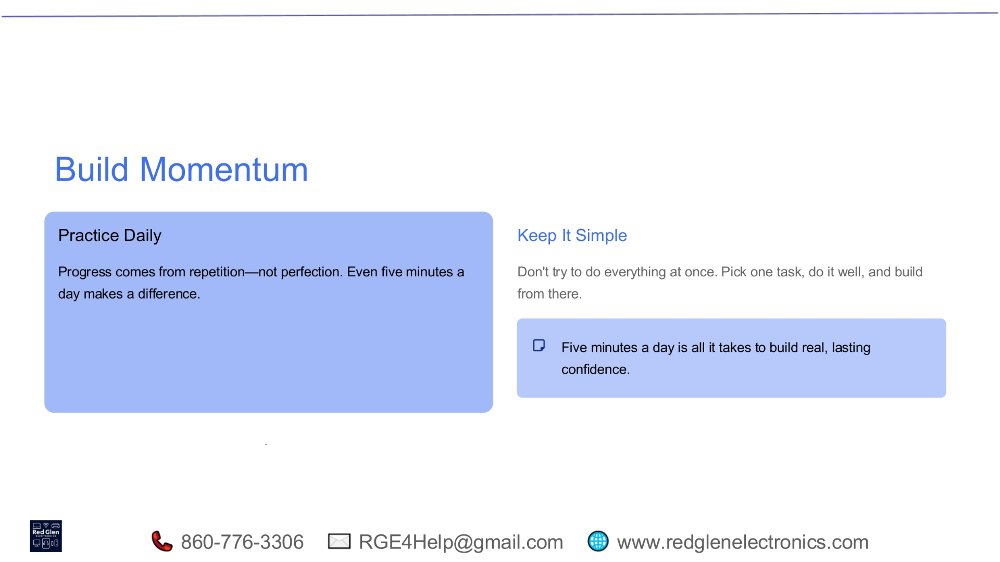 Build Momentum
Practice Daily
Progress comes from repetition—not perfection. Even five minutes a
day makes a difference.
Keep It Simple
Don't try to do everything at once. Pick one task, do it well, and build
from there.
Five minutes a day is all it takes to build real, lasting
confidence.
.
Red Glen
ELECTRONICS
860-776-3306
RGE4Help@gmail.com
www.redglenelectronics.com